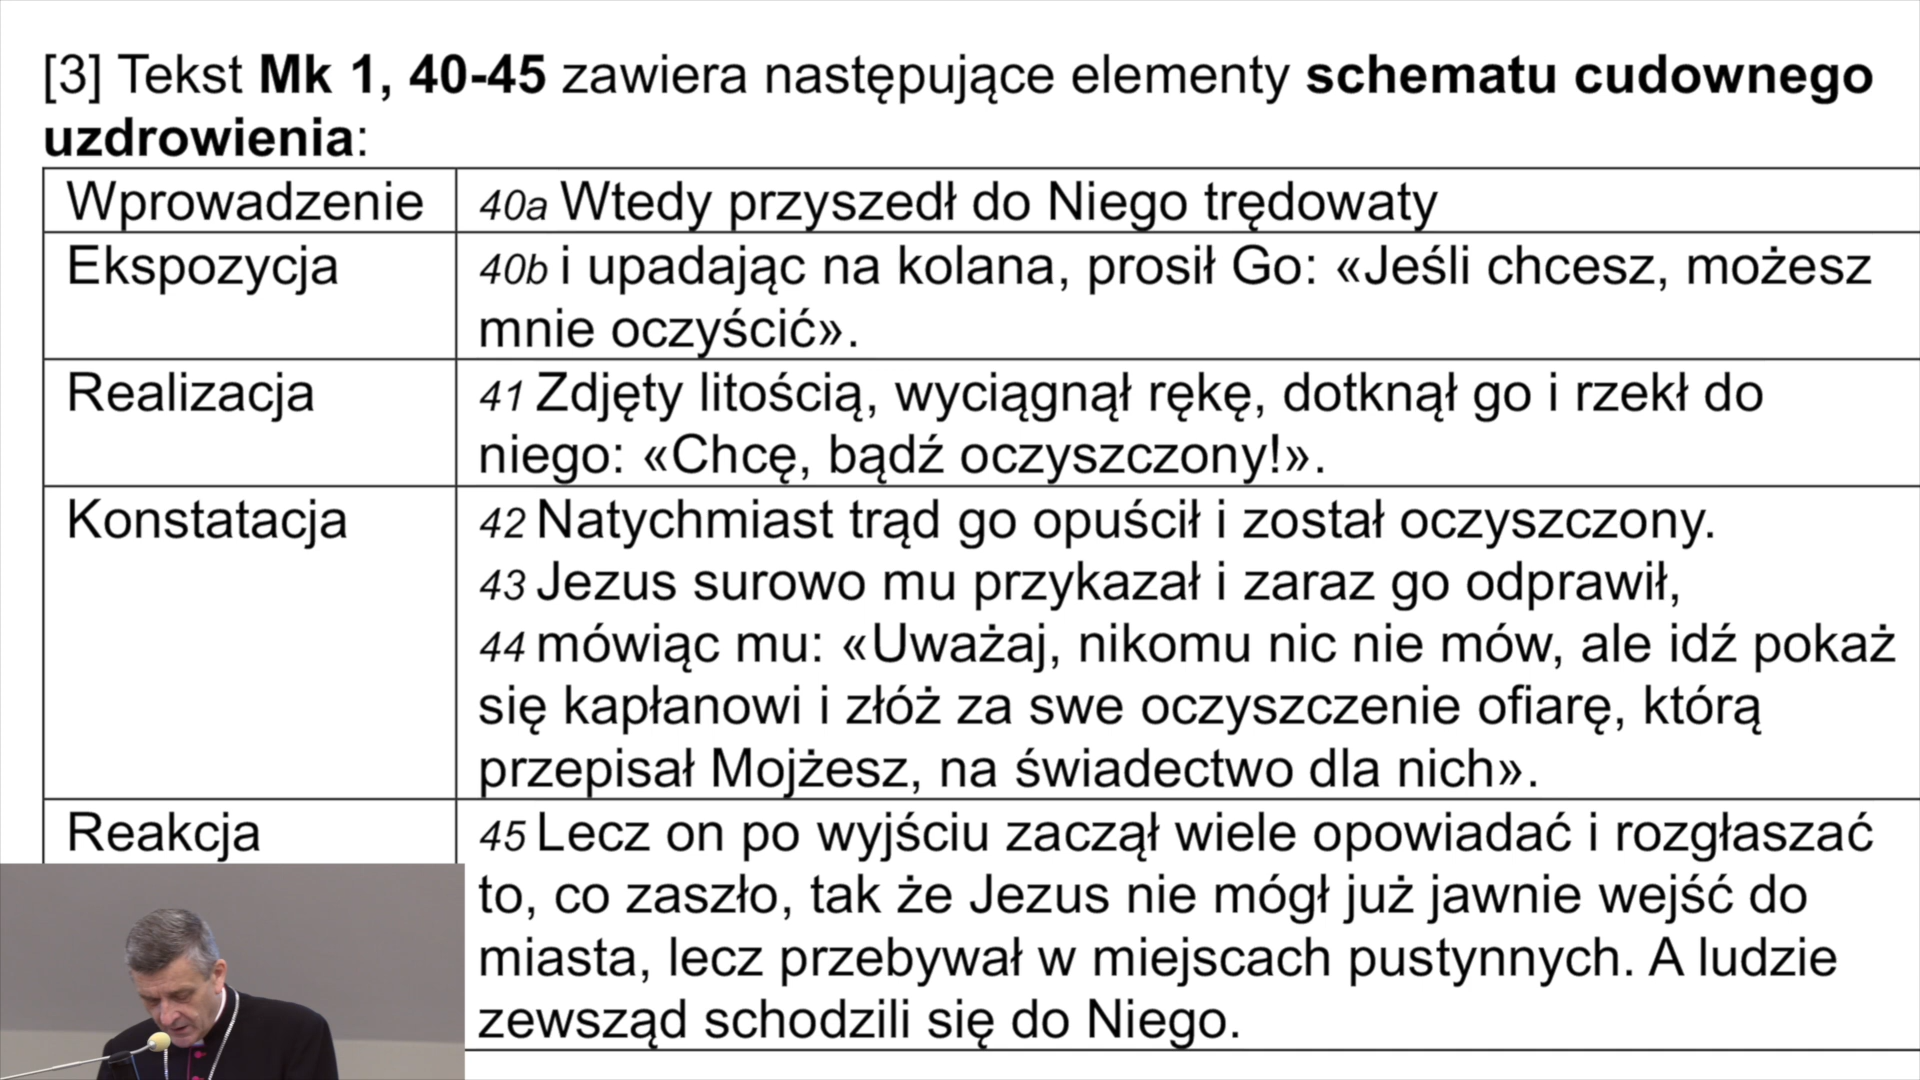 [3] Tekst Mk 1, 40-45 zawiera następujące elementy schematu cudownego
uzdrowienia:
Wprowadzenie
40a Wtedy przyszedł do Niego trędowaty
Ekspozycja
40b i upadając na kolana, prosił Go: «Jeśli chcesz, możesz
mnie oczyścić».
Realizacja
41 Zdjęty litością, wyciągnął rękę, dotknął go i rzekł do
niego: «Chcę, bądź oczyszczony!».
Konstatacja
42 Natychmiast trąd go opuścił i został oczyszczony.
43 Jezus surowo mu przykazał i zaraz go odprawił,
44 mówiąc mu: «Uważaj, nikomu nic nie mów, ale idź pokaż
się kapłanowi i złóż za swe oczyszczenie ofiarę, którą
przepisał Mojżesz, na świadectwo dla nich».
Reakcja
45 Lecz on po wyjściu zaczął wiele opowiadać i rozgłaszać
to, co zaszło, tak że Jezus nie mógł już jawnie wejść do
miasta, lecz przebywał w miejscach pustynnych. A ludzie
zewsząd schodzili się do Niego.